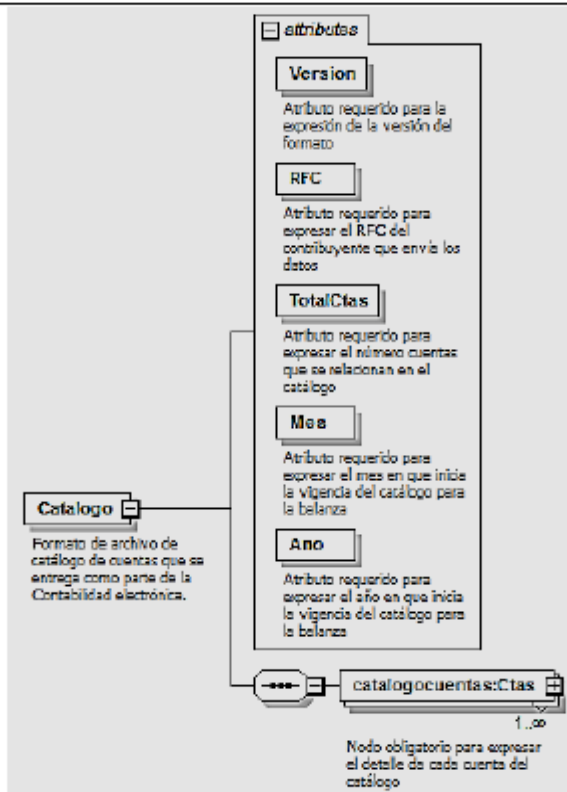 attributes
Version
Atributo requerido para la
expresión de la versión del
formato
RFC
Atributo requerido para
expresar el RFC del
contribuyente que envía los
datos
TotalCtas
Atributo requerido para
expresar el número cuentas
que se relacionan en el
catálogo
Mes
Atributo requerido para
expresar el mes en que inicia
la vigencia del catálogo para
la balanza
Ano
Atributo requerido para
expresar el año en que inicia
la vigencia del catálogo para
la balanza
Catalogo
Formato de archivo de
catálogo de cuentas que se
entrega como parte de la
Contabilidad electrónica.
catalogocuentas:Ctas
1..∞
Nodo obligatorio para expresar
el detalle de cada cuenta del
catálogo